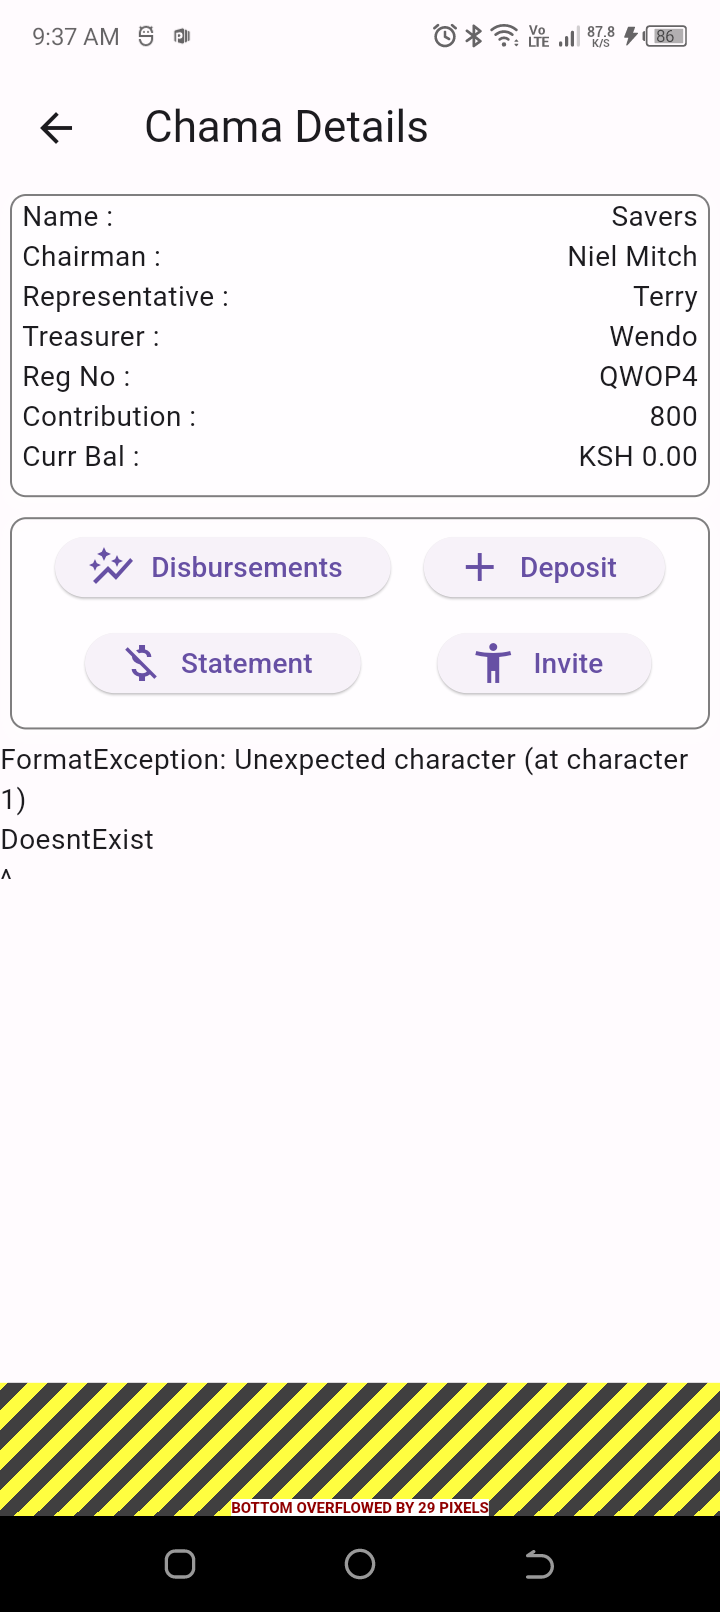 9:37 AM
Vo LTE 87.8 K/S 86
Chama Details
Name : Savers
Chairman : Niel Mitch
Representative : Terry
Treasurer : Wendo
Reg No : QWOP4
Contribution : 800
Curr Bal : KSH 0.00
Disbursements Deposit
Statement Invite
FormatException: Unexpected character (at character
1)
DoesntExist
^
BOTTOM OVERFLOWED BY 29 PIXELS